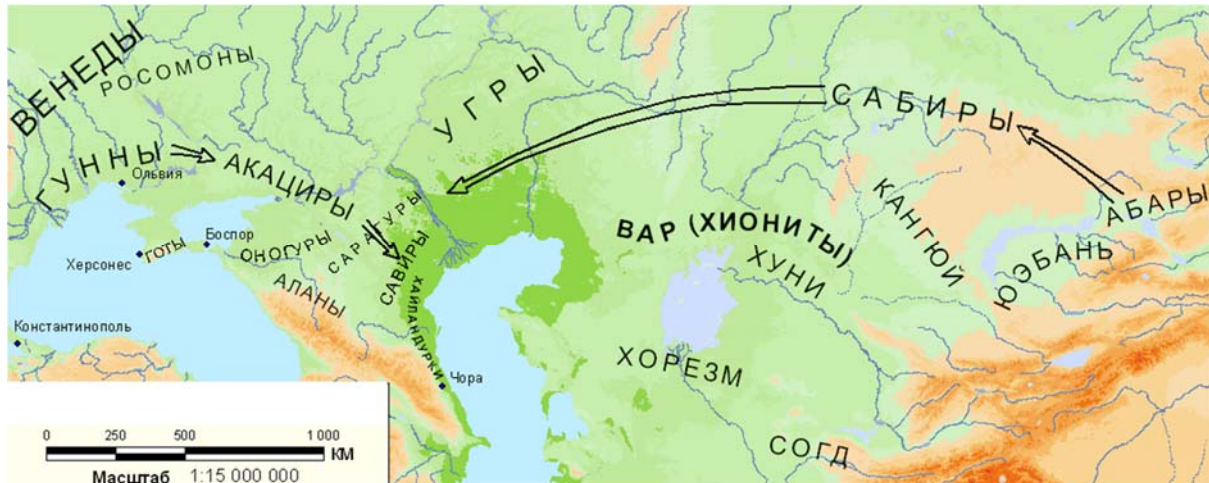 ВЕНЕДЫ
РОСОМОНЫ
УГРЫ
САБИРЫ
ГУННЫ
Ольвия
АКАЦИРЫ
АБАРЫ
КАНГЮЙ
ЮЭБАНЬ
ВАР (ХИОНИТЫ)
ХУНИ
САРАГУРЫ
Боспор
ГОТЫ
Херсонес
ОНОГУРЫ
САВИРЫ
АЛАНЫ
ХАЙЛАНДУРКИ
Константинополь
Чора
ХОРЕЗМ
СОГД
0 250 500 1 000
КМ
Масштаб 1:15 000 000